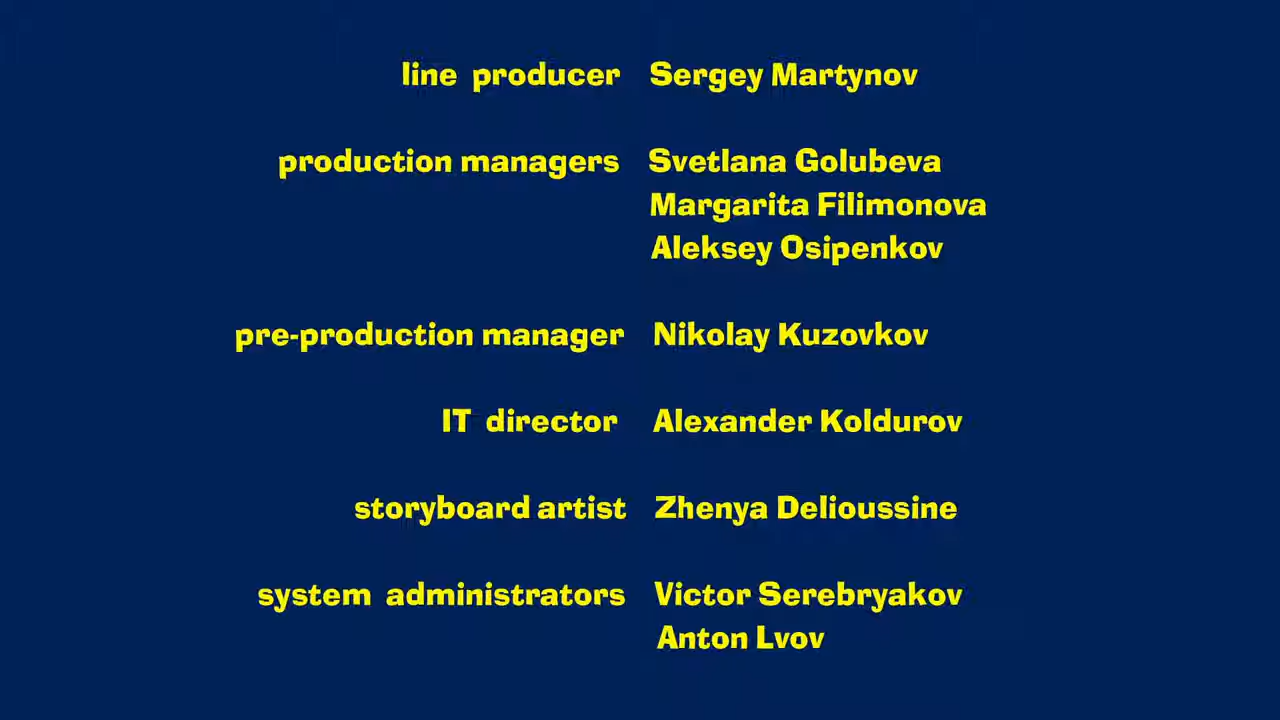 line producer Sergey Martynov
production managers Svetlana Golubeva
Margarita Filimonova
Aleksey Osipenkov
pre-production manager Nikolay Kuzovkov
IT director Alexander Koldurov
storyboard artist Zhenya Delioussine
system administrators Victor Serebryakov
Anton Lvov